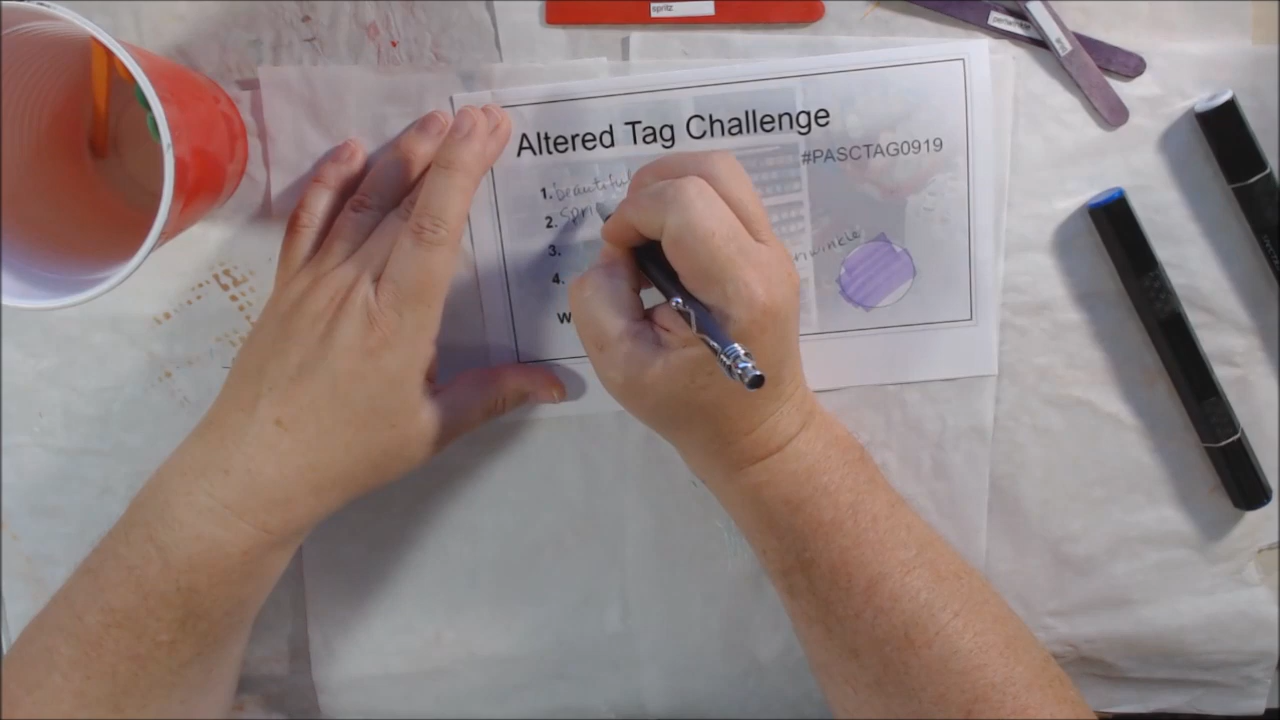 spritz
periwinkle
Altered Tag Challenge
#PASCTAG0919
1. beautiful
2. Spri
3.
4.